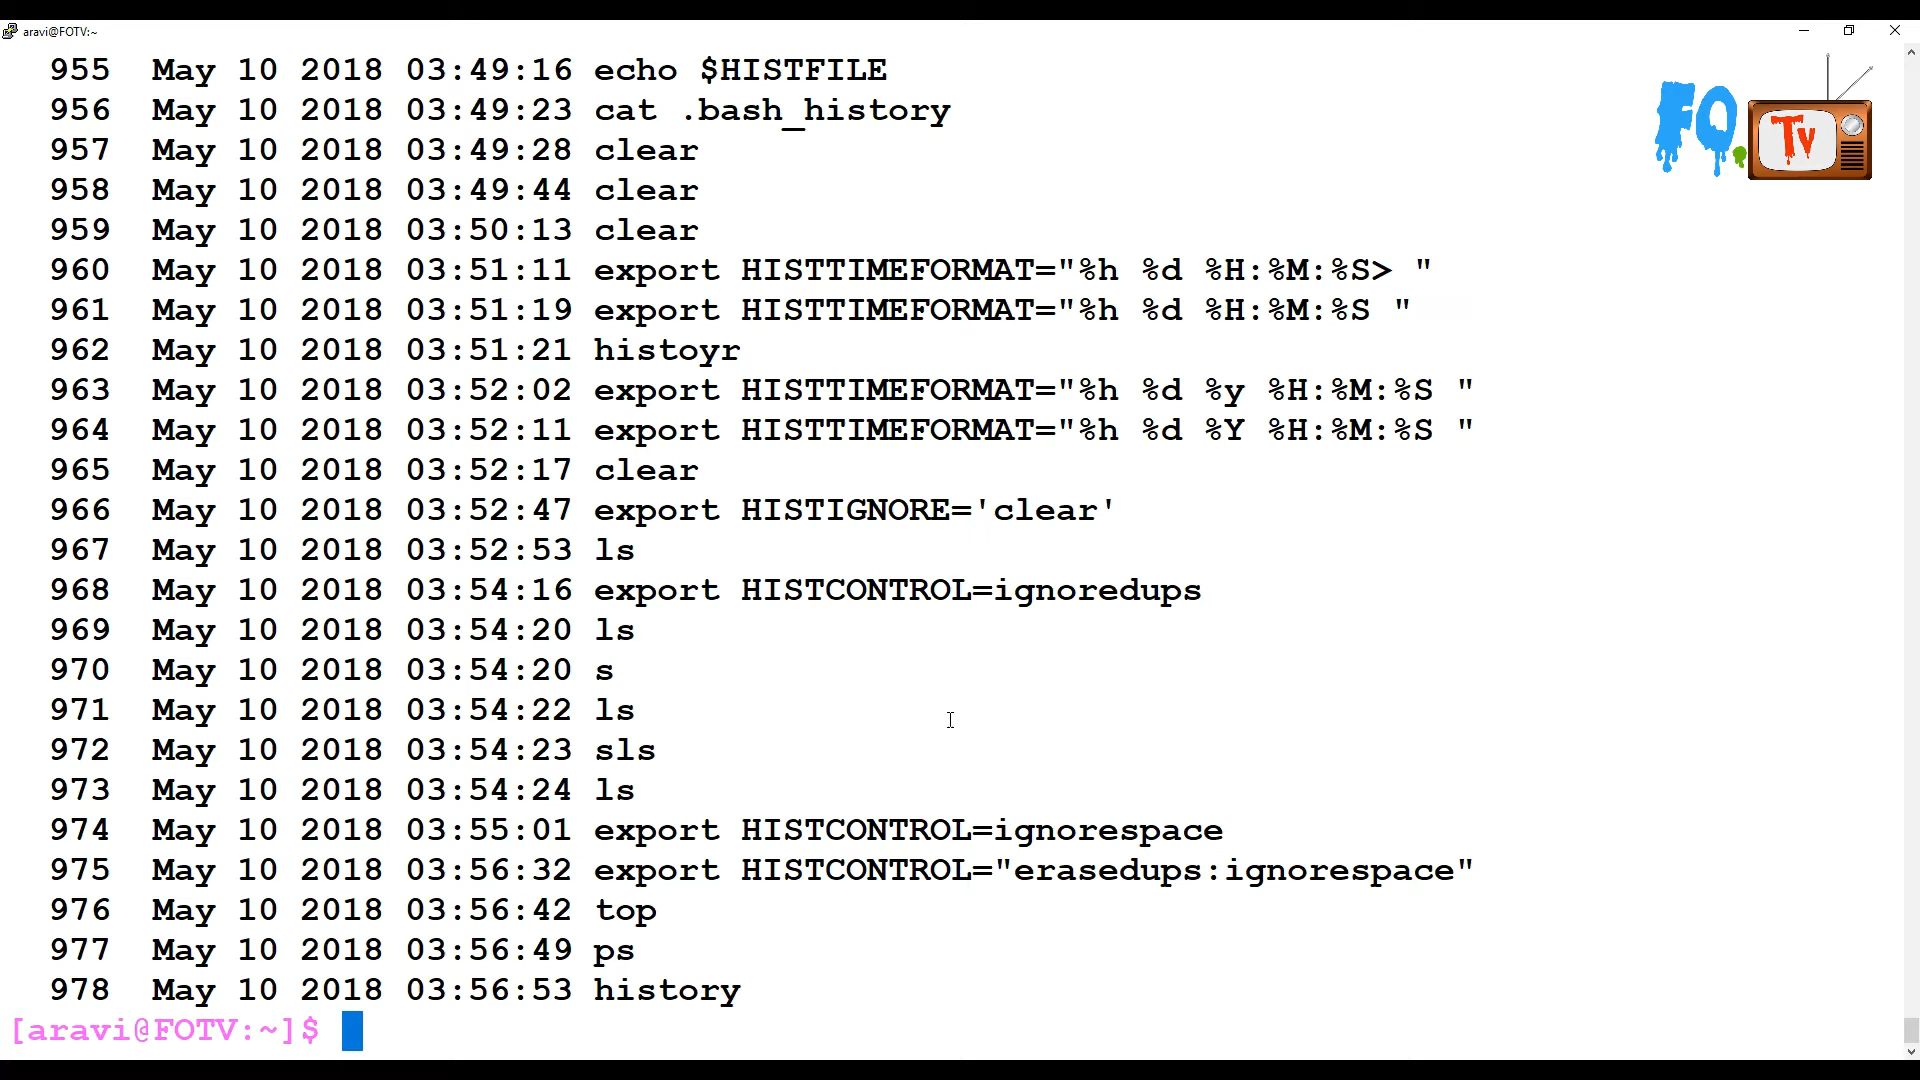 aravi@FOTV:~
955 May 10 2018 03:49:16 echo $HISTFILE
956 May 10 2018 03:49:23 cat .bash_history
957 May 10 2018 03:49:28 clear
958 May 10 2018 03:49:44 clear
959 May 10 2018 03:50:13 clear
960 May 10 2018 03:51:11 export HISTTIMEFORMAT="%h %d %H:%M:%S> "
961 May 10 2018 03:51:19 export HISTTIMEFORMAT="%h %d %H:%M:%S "
962 May 10 2018 03:51:21 histoyr
963 May 10 2018 03:52:02 export HISTTIMEFORMAT="%h %d %y %H:%M:%S "
964 May 10 2018 03:52:11 export HISTTIMEFORMAT="%h %d %Y %H:%M:%S "
965 May 10 2018 03:52:17 clear
966 May 10 2018 03:52:47 export HISTIGNORE='clear'
967 May 10 2018 03:52:53 ls
968 May 10 2018 03:54:16 export HISTCONTROL=ignoredups
969 May 10 2018 03:54:20 ls
970 May 10 2018 03:54:20 s
971 May 10 2018 03:54:22 ls
972 May 10 2018 03:54:23 sls
973 May 10 2018 03:54:24 ls
974 May 10 2018 03:55:01 export HISTCONTROL=ignorespace
975 May 10 2018 03:56:32 export HISTCONTROL="erasedups:ignorespace"
976 May 10 2018 03:56:42 top
977 May 10 2018 03:56:49 ps
978 May 10 2018 03:56:53 history
[aravi@FOTV:~]$
FO.Tv